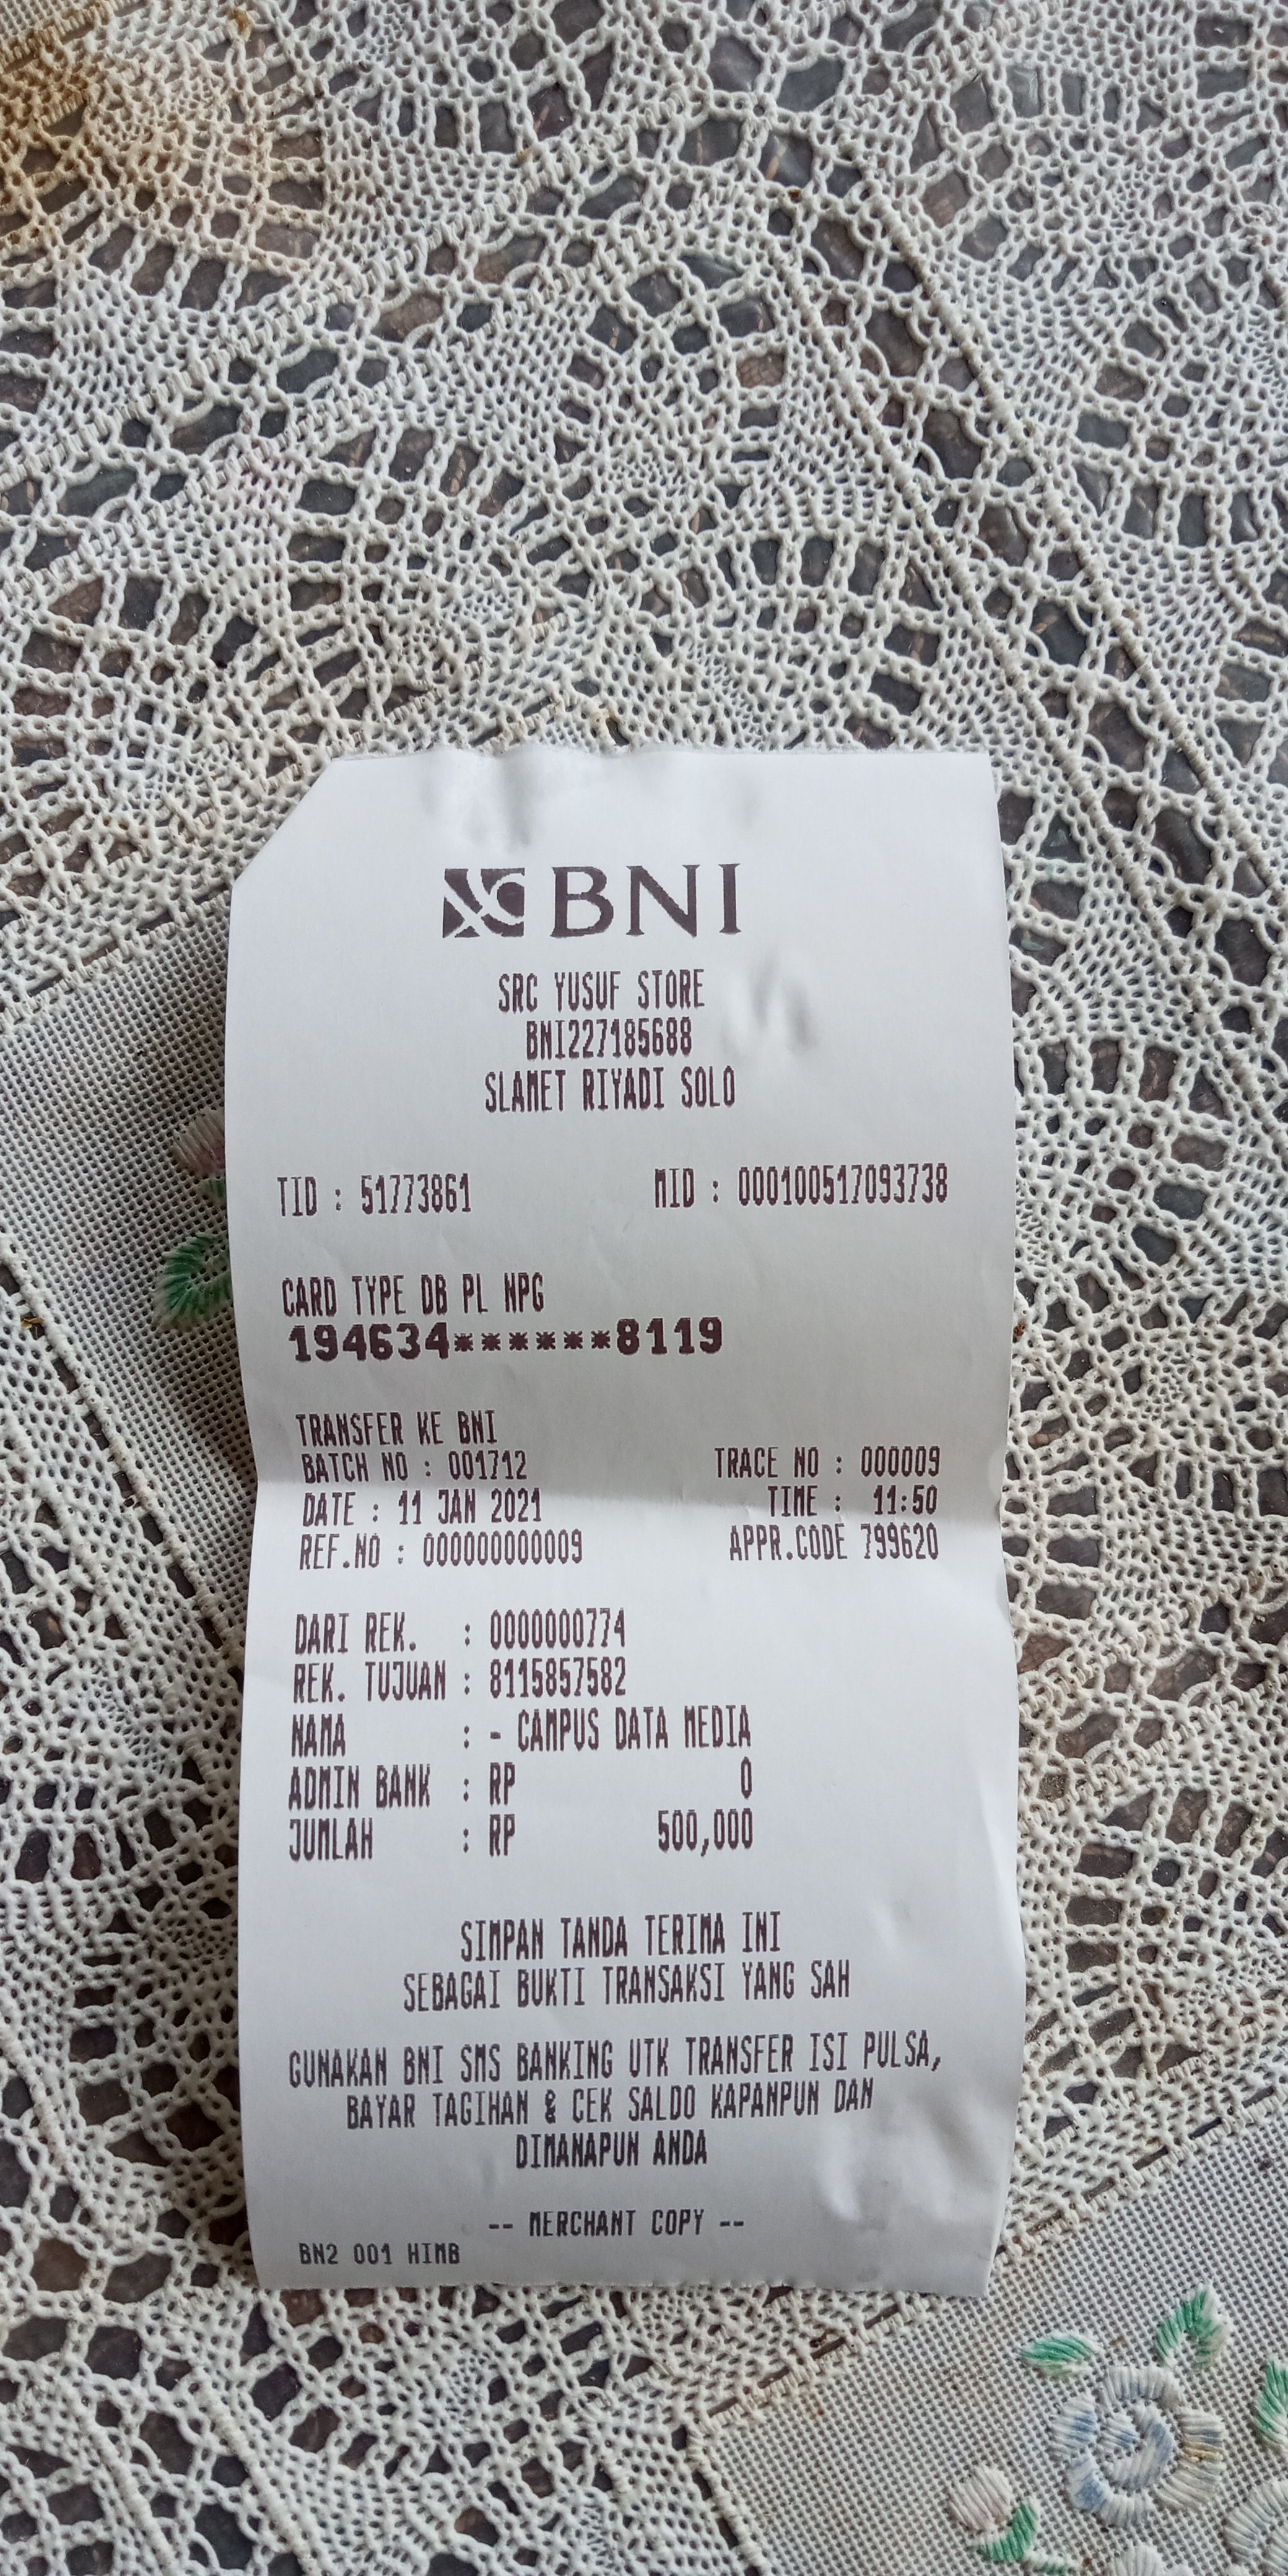 BNI
SRC YUSUF STORE
BNI227185688
SLAMET RIYADI SOLO
TID : 51773861 MID : 000100517093738
CARD TYPE DB PL NPG
194634******8119
TRANSFER KE BNI
BATCH NO : 001712 TRACE NO : 000009
DATE : 11 JAN 2021 TIME : 11:50
REF.NO : 000000000009 APPR.CODE 799620
DARI REK. : 0000000774
REK. TUJUAN : 8115857582
NAMA : - CAMPUS DATA MEDIA
ADMIN BANK : RP 0
JUMLAH : RP 500,000
SIMPAN TANDA TERIMA INI
SEBAGAI BUKTI TRANSAKSI YANG SAH
GUNAKAN BNI SMS BANKING UTK TRANSFER ISI PULSA,
BAYAR TAGIHAN & CEK SALDO KAPANPUN DAN
DIMANAPUN ANDA
-- MERCHANT COPY --
BN2 001 HIMB